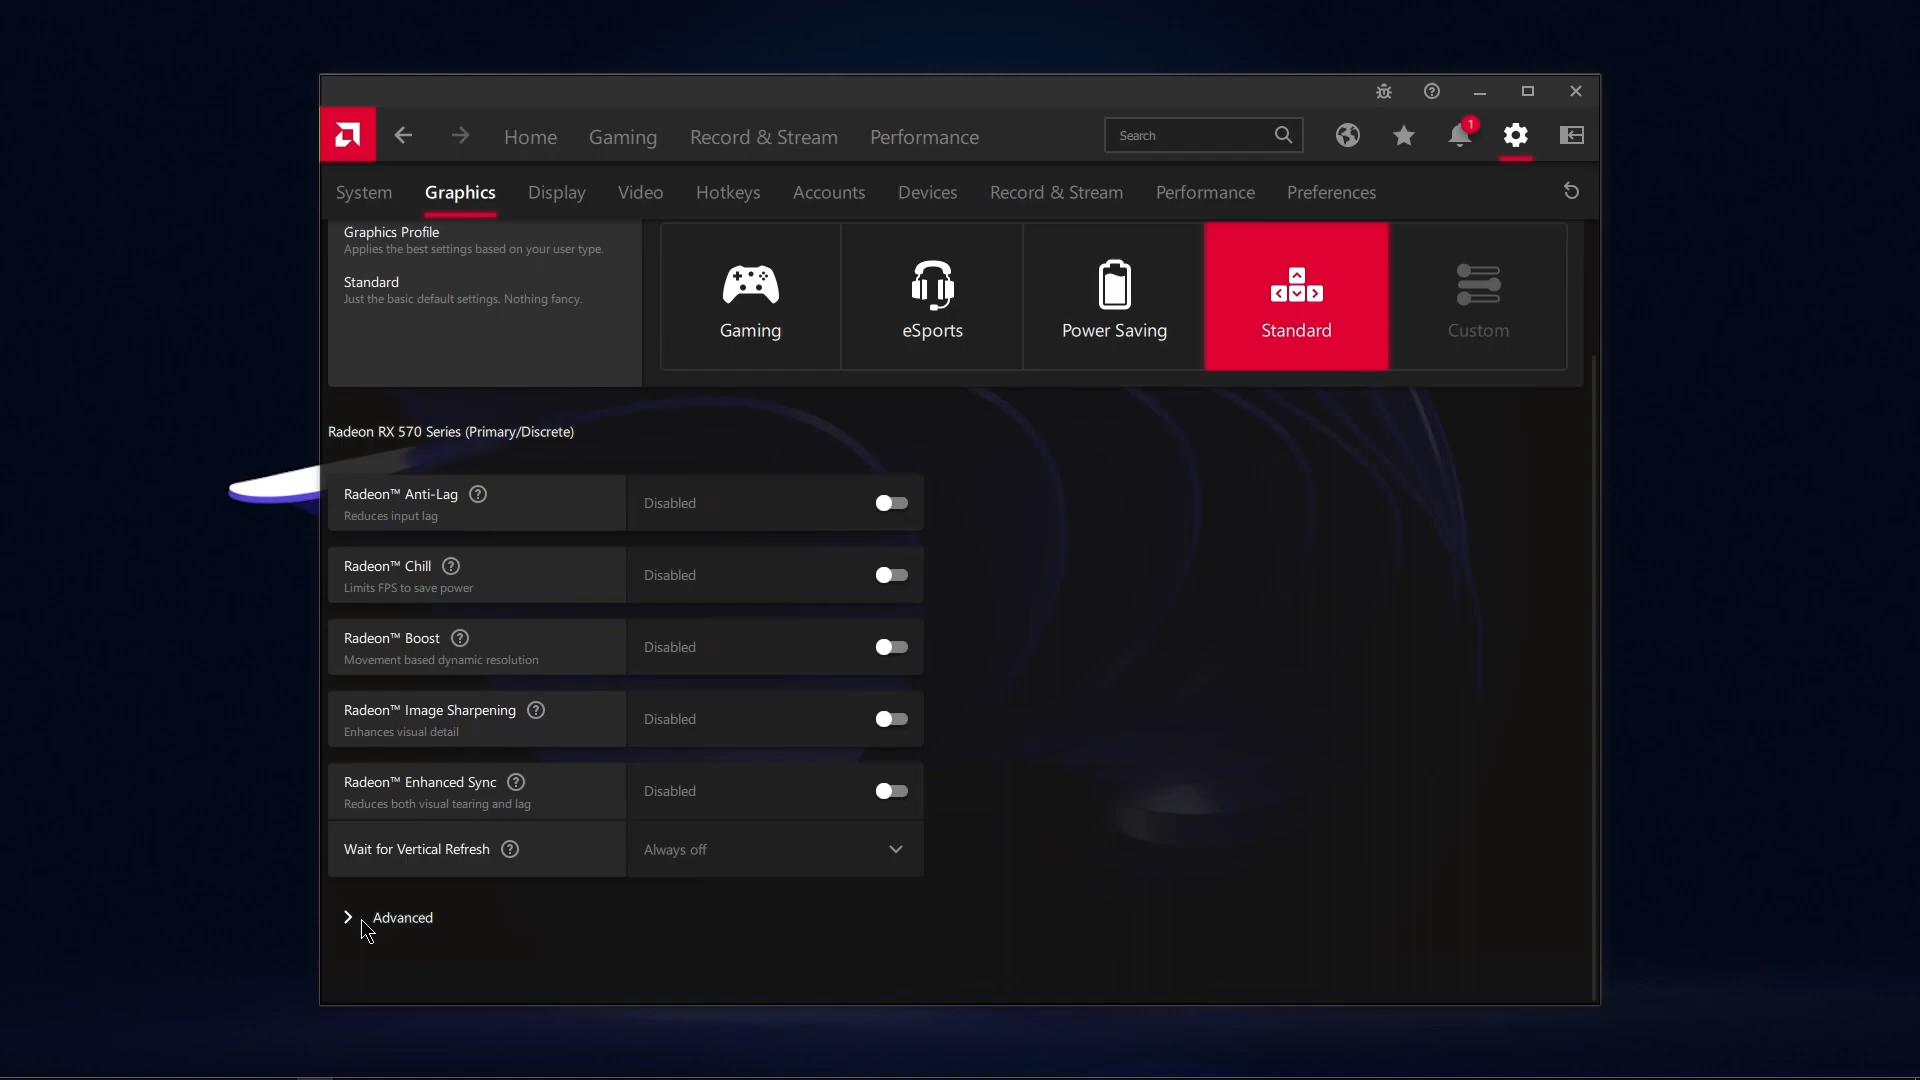 Home
Gaming
Record & Stream
Performance
Search
1
System
Graphics
Display
Video
Hotkeys
Accounts
Devices
Record & Stream
Performance
Preferences
Graphics Profile
Applies the best settings based on your user type.
Standard
Just the basic default settings. Nothing fancy.
Gaming
eSports
Power Saving
Standard
Custom
Radeon RX 570 Series (Primary/Discrete)
Radeon™ Anti-Lag
Reduces input lag
Disabled
Radeon™ Chill
Limits FPS to save power
Disabled
Radeon™ Boost
Movement based dynamic resolution
Disabled
Radeon™ Image Sharpening
Enhances visual detail
Disabled
Radeon™ Enhanced Sync
Reduces both visual tearing and lag
Disabled
Wait for Vertical Refresh
Always off
Advanced